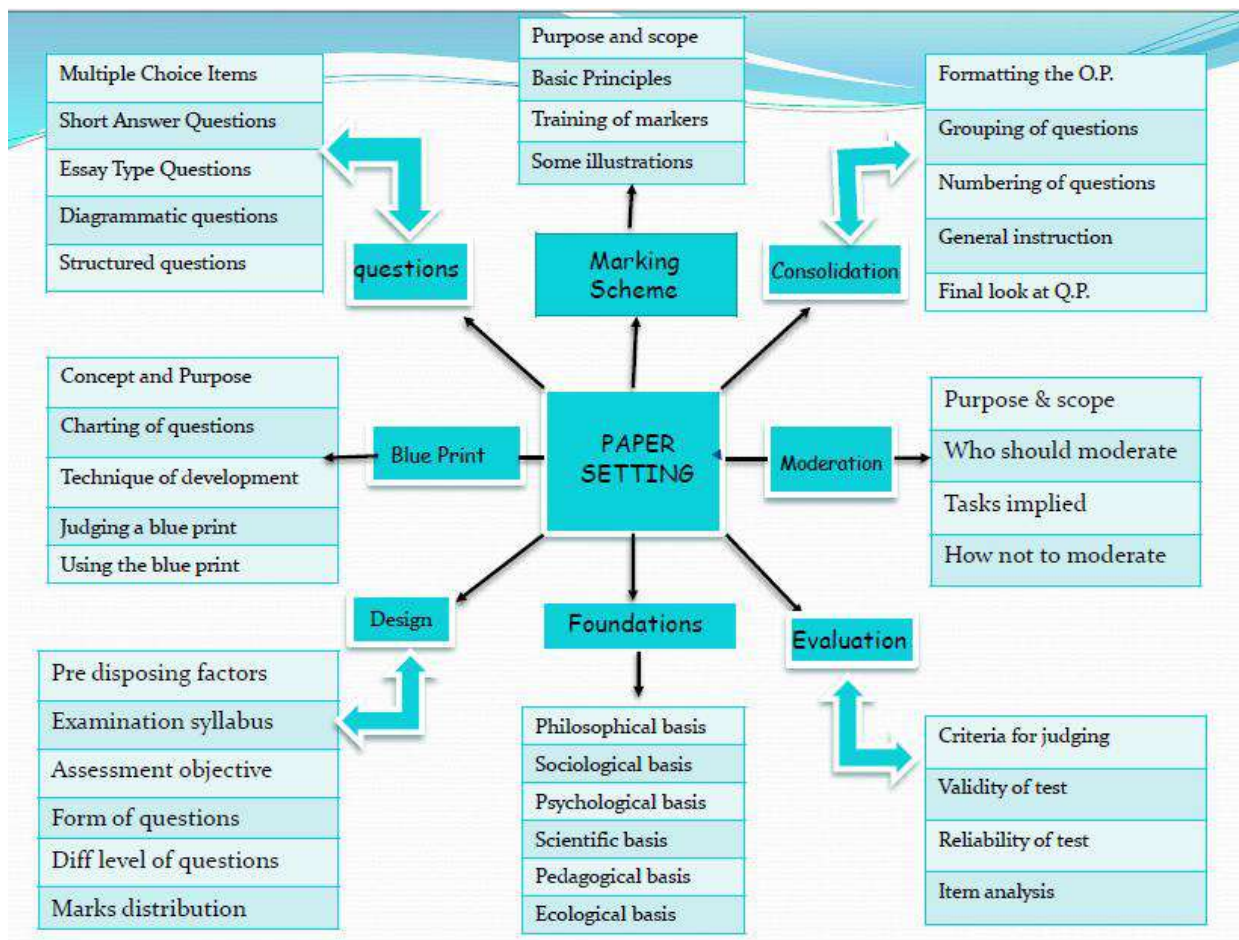 Purpose and scope
Basic Principles
Training of markers
Some illustrations
Multiple Choice Items
Short Answer Questions
Essay Type Questions
Diagrammatic questions
Structured questions
Formatting the O.P.
Grouping of questions
Numbering of questions
General instruction
Final look at Q.P.
questions
Marking
Scheme
Consolidation
Concept and Purpose
Charting of questions
Technique of development
Judging a blue print
Using the blue print
Blue Print
PAPER
SETTING
Moderation
Purpose & scope
Who should moderate
Tasks implied
How not to moderate
Design
Foundations
Evaluation
Pre disposing factors
Examination syllabus
Assessment objective
Form of questions
Diff level of questions
Marks distribution
Philosophical basis
Sociological basis
Psychological basis
Scientific basis
Pedagogical basis
Ecological basis
Criteria for judging
Validity of test
Reliability of test
Item analysis